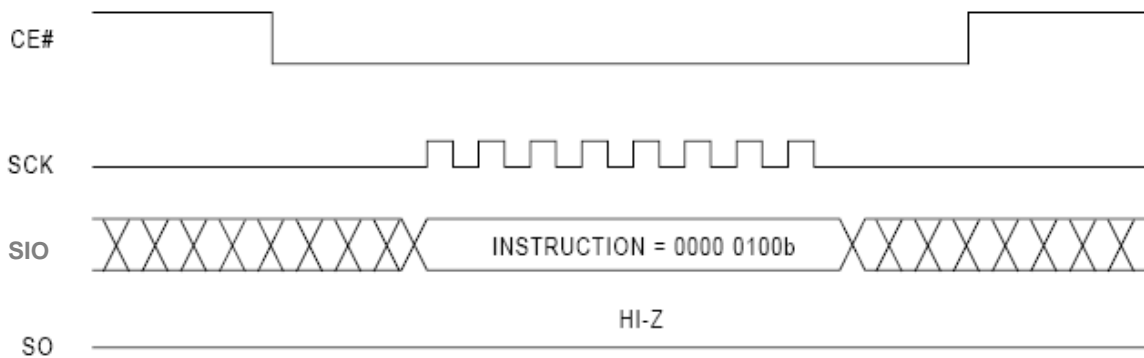 CE#
SCK
SIO
INSTRUCTION = 0000 0100b
HI-Z
SO